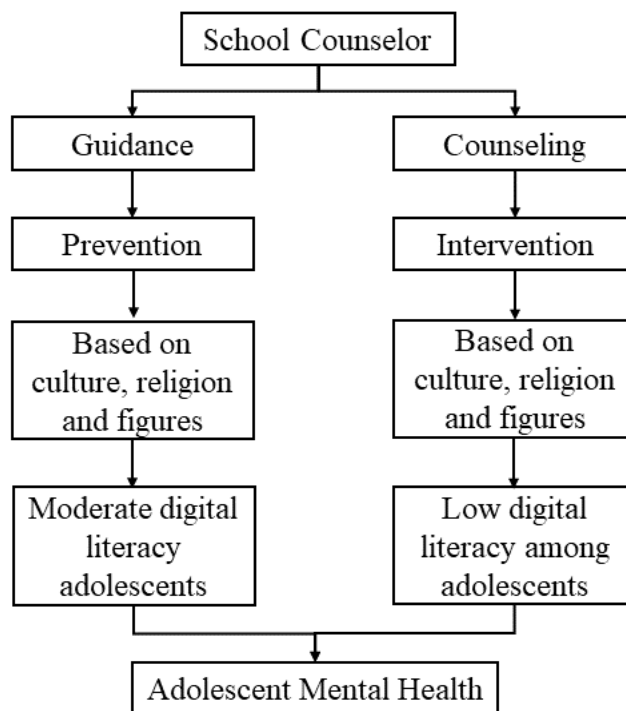 School Counselor
Guidance
Counseling
Prevention
Intervention
Based on
culture, religion
and figures
Based on
culture, religion
and figures
Moderate digital
literacy
adolescents
Low digital
literacy among
adolescents
Adolescent Mental Health